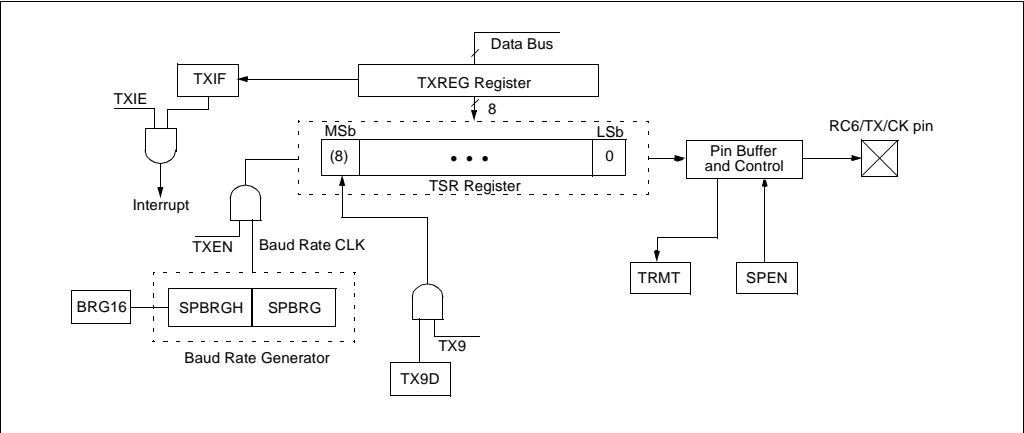 Data Bus
TXIF
TXREG Register
TXIE
8
MSb
LSb
RC6/TX/CK pin
(8)
• • •
0
Pin Buffer
and Control
TSR Register
Interrupt
TXEN
Baud Rate CLK
TRMT
SPEN
BRG16
SPBRGH
SPBRG
TX9
Baud Rate Generator
TX9D